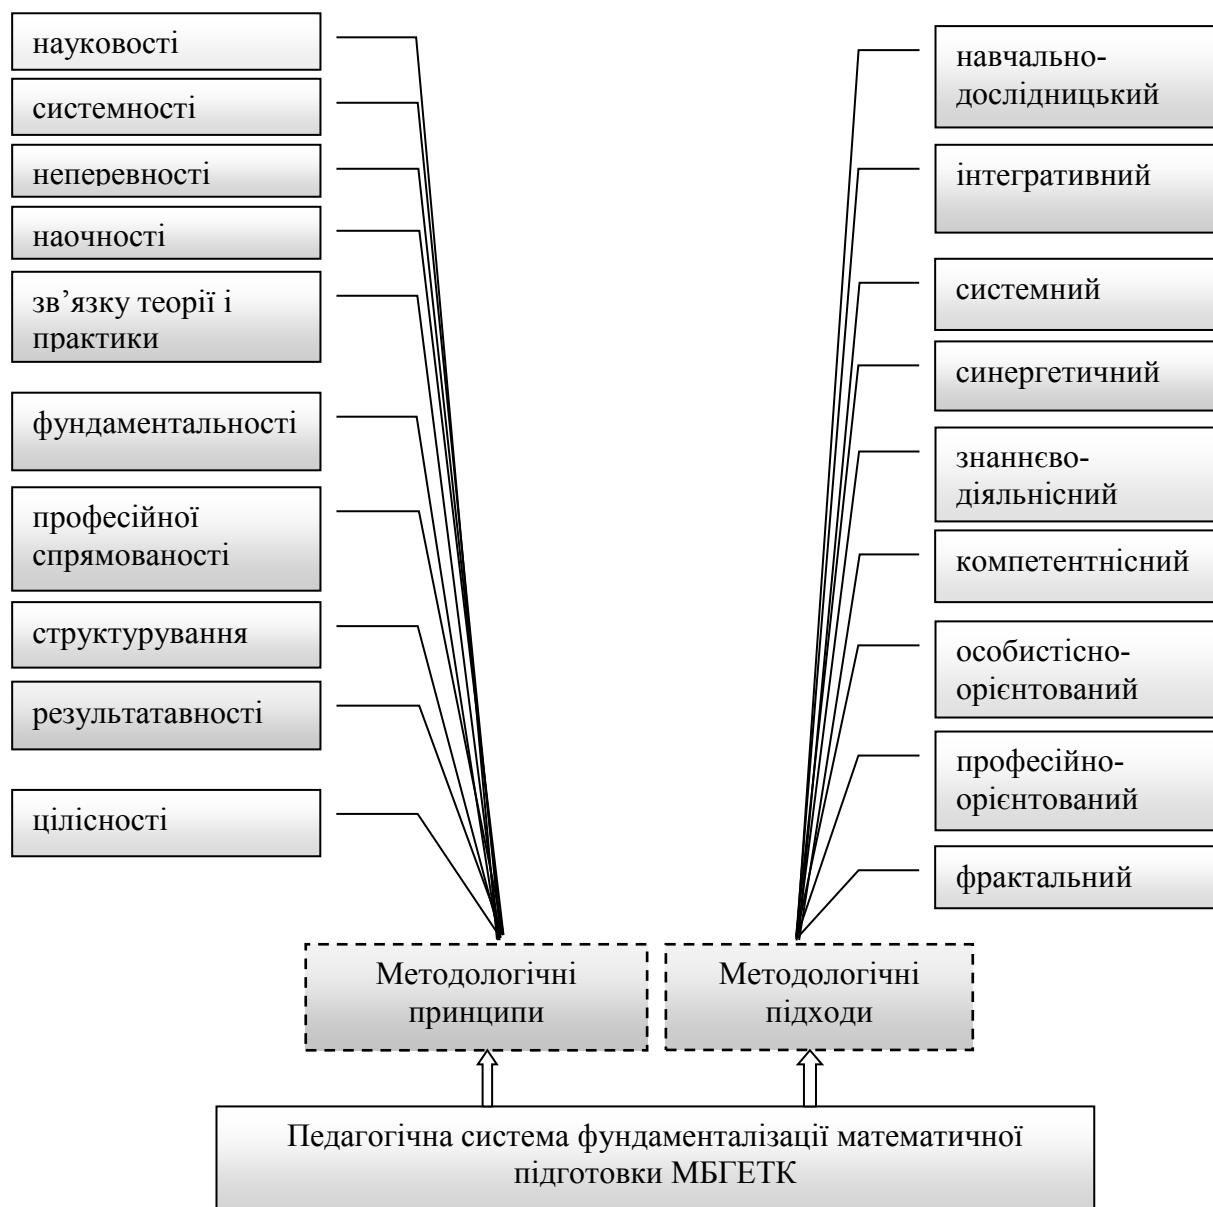 науковості
системності
неперевності
наочності
зв’язку теорії і
практики
фундаментальності
професійної
спрямованості
структурування
результатавності
цілісності
навчально-
дослідницький
інтегративний
системний
синергетичний
знаннєво-
діяльнісний
компетентнісний
особистісно-
орієнтований
професійно-
орієнтований
фрактальний
Методологічні
принципи
Методологічні
підходи
Педагогічна система фундаменталізації математичної
підготовки МБГЕТК